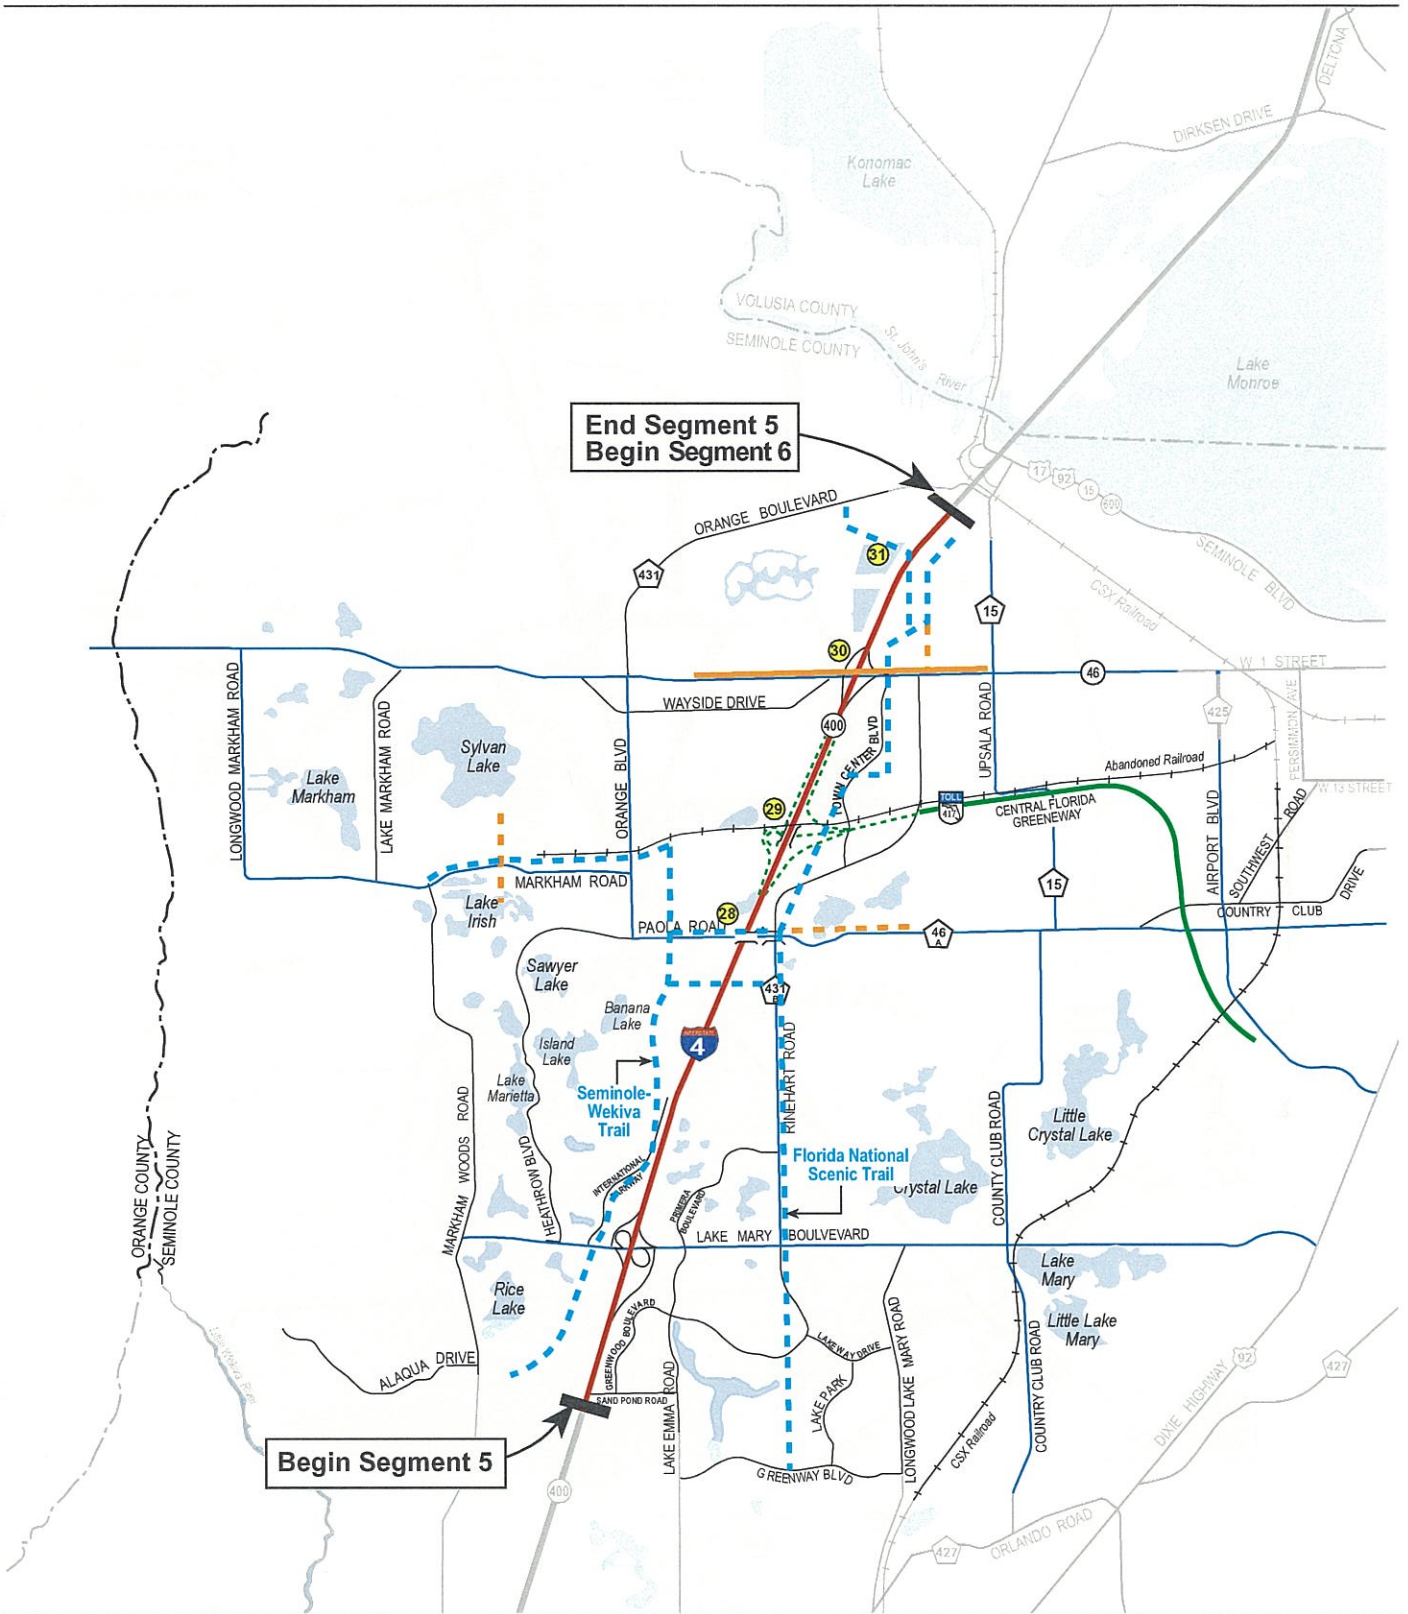 DELTONA
DIRKSEN DRIVE
Konomac
Lake
VOLUSIA COUNTY
SEMINOLE COUNTY
St. John's River
Lake
Monroe
End Segment 5
Begin Segment 6
17
92
15
600
ORANGE BOULEVARD
SEMINOLE BLVD
CSX Railroad
31
431
15
30
W 1 STREET
46
WAYSIDE DRIVE
LONGWOOD MARKHAM ROAD
LAKE MARKHAM ROAD
ORANGE BLVD
UPSALA ROAD
425
PERSIMMON AVE
400
TOWN CENTER BLVD
Sylvan
Lake
Lake
Markham
Abandoned Railroad
W 13 STREET
29
TOLL
417
CENTRAL FLORIDA
GREENEWAY
AIRPORT BLVD
SOUTHWEST ROAD
MARKHAM ROAD
15
COUNTRY CLUB DRIVE
Lake
Irish
28
PAOLA ROAD
46
A
Sawyer
Lake
431
B
Banana
Lake
Island
Lake
INTERSTATE
4
RINEHART ROAD
Lake
Marietta
Seminole-
Wekiva
Trail
MARKHAM WOODS ROAD
HEATHROW BLVD
COUNTY CLUB ROAD
Little
Crystal Lake
INTERNATIONAL
PARKWAY
Florida National
Scenic Trail
Crystal Lake
PRIMERA
BOULEVARD
ORANGE COUNTY
SEMINOLE COUNTY
LAKE MARY BOULVEVARD
Lake
Mary
Rice
Lake
Little Lake
Mary
GREENWOOD BOULEVARD
LAKEWAY DRIVE
LONGWOOD LAKE MARY ROAD
COUNTRY CLUB ROAD
ALAQUA DRIVE
92
427
SAND POND ROAD
LAKE EMMA ROAD
LAKE PARK
DIXIE HIGHWAY
CSX Railroad
Begin Segment 5
GREENWAY BLVD
400
427
ORLANDO ROAD